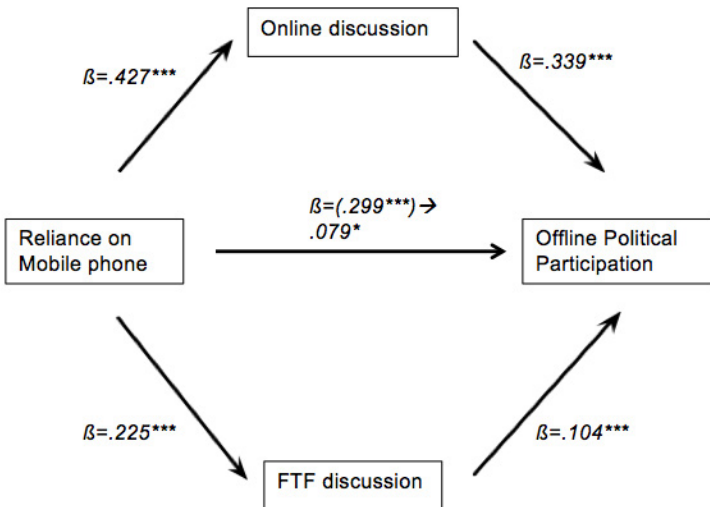 Online discussion
ß=.427***
ß=.339***
ß=(.299***)→
.079*
Reliance on
Mobile phone
Offline Political
Participation
ß=.225***
ß=.104***
FTF discussion